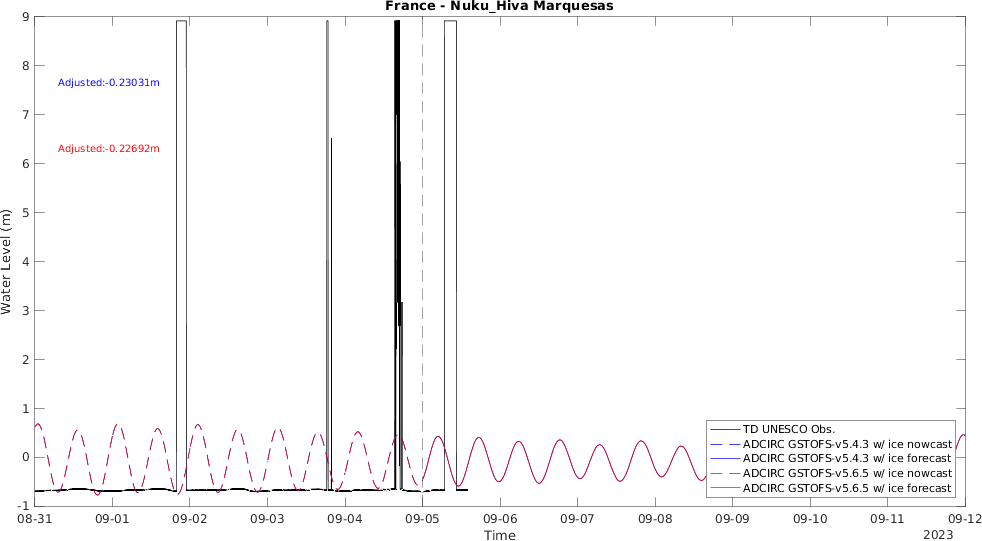 France - Nuku_Hiva Marquesas
9
8
7
6
5
4
3
2
1
0
-1
Water Level (m)
Adjusted:-0.23031m
Adjusted:-0.22692m
TD UNESCO Obs.
ADCIRC GSTOFS-v5.4.3 w/ ice nowcast
ADCIRC GSTOFS-v5.4.3 w/ ice forecast
ADCIRC GSTOFS-v5.6.5 w/ ice nowcast
ADCIRC GSTOFS-v5.6.5 w/ ice forecast
08-31 09-01 09-02 09-03 09-04 09-05 09-06 09-07 09-08 09-09 09-10 09-11 09-12
Time
2023